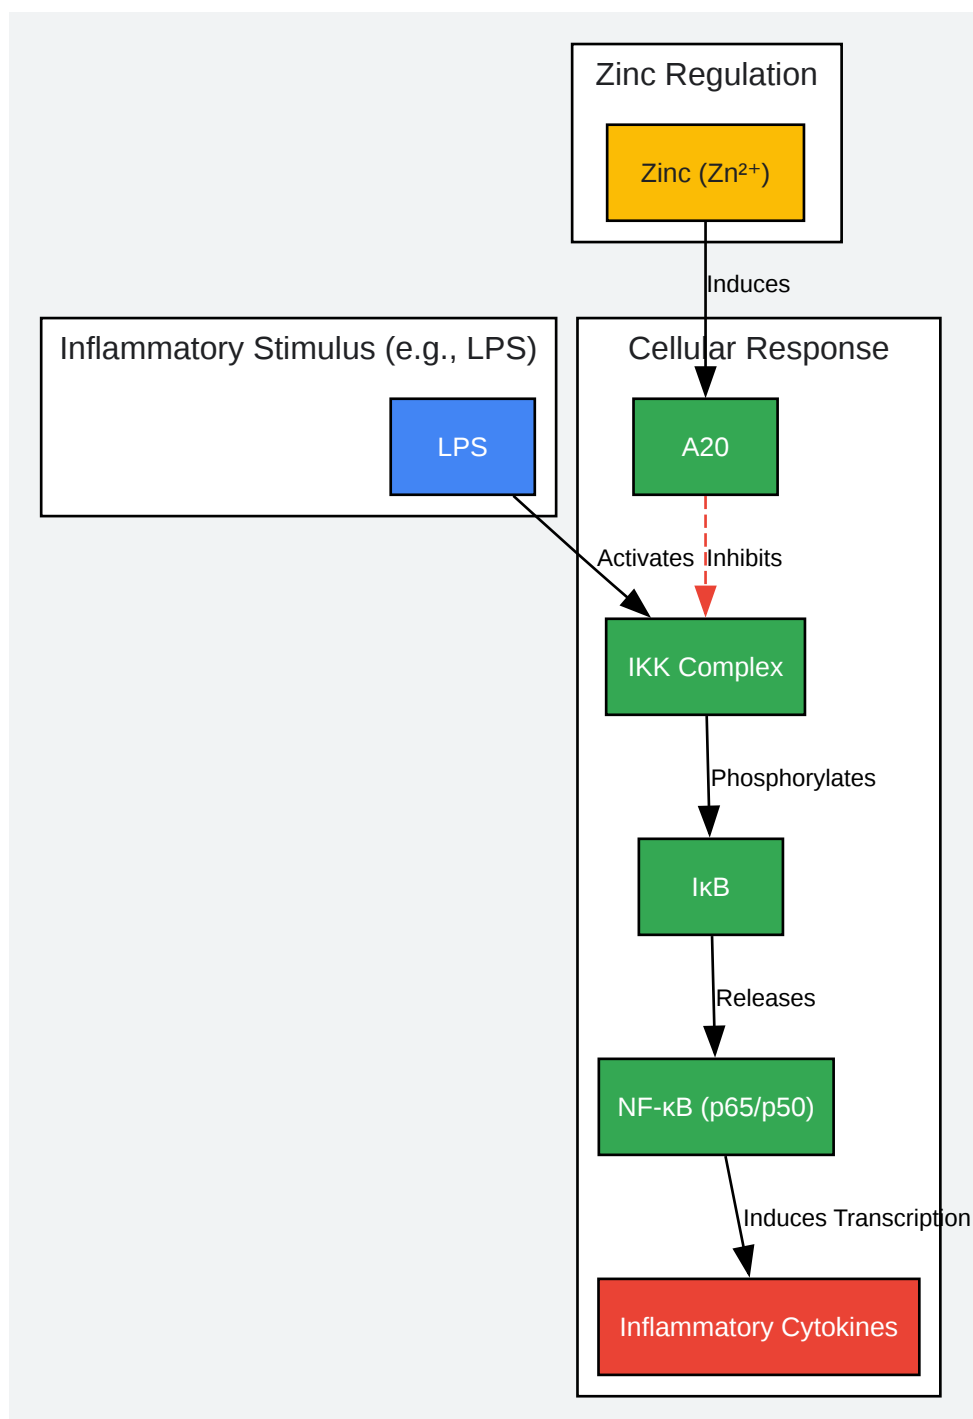 Zinc Regulation
Zinc (Zn²⁺)
Induces
Inflammatory Stimulus (e.g., LPS)
Cellular Response
LPS
A20
Activates
Inhibits
IKK Complex
Phosphorylates
IκB
Releases
NF-κB (p65/p50)
Induces Transcription
Inflammatory Cytokines